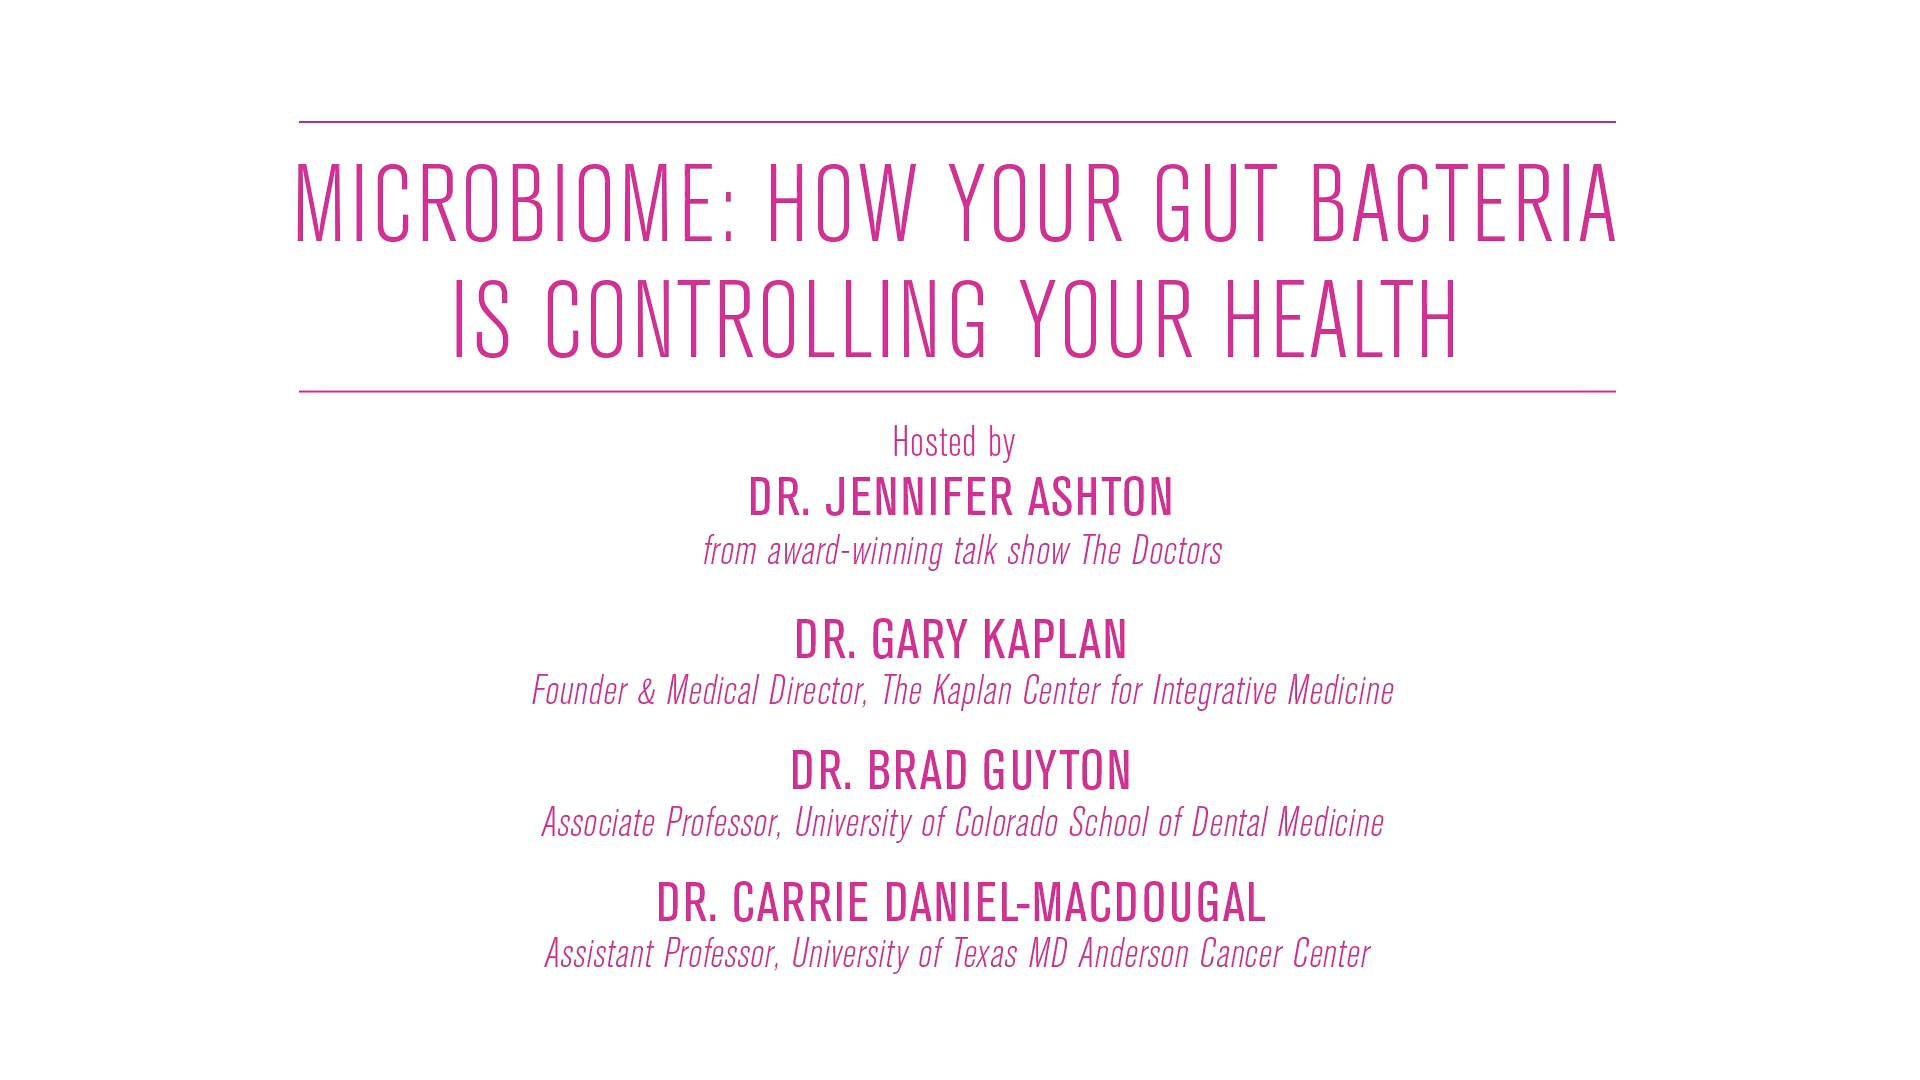 MICROBIOME: HOW YOUR GUT BACTERIA
IS CONTROLLING YOUR HEALTH
Hosted by
DR. JENNIFER ASHTON
from award-winning talk show The Doctors
DR. GARY KAPLAN
Founder & Medical Director, The Kaplan Center for Integrative Medicine
DR. BRAD GUYTON
Associate Professor, University of Colorado School of Dental Medicine
DR. CARRIE DANIEL-MACDOUGAL
Assistant Professor, University of Texas MD Anderson Cancer Center